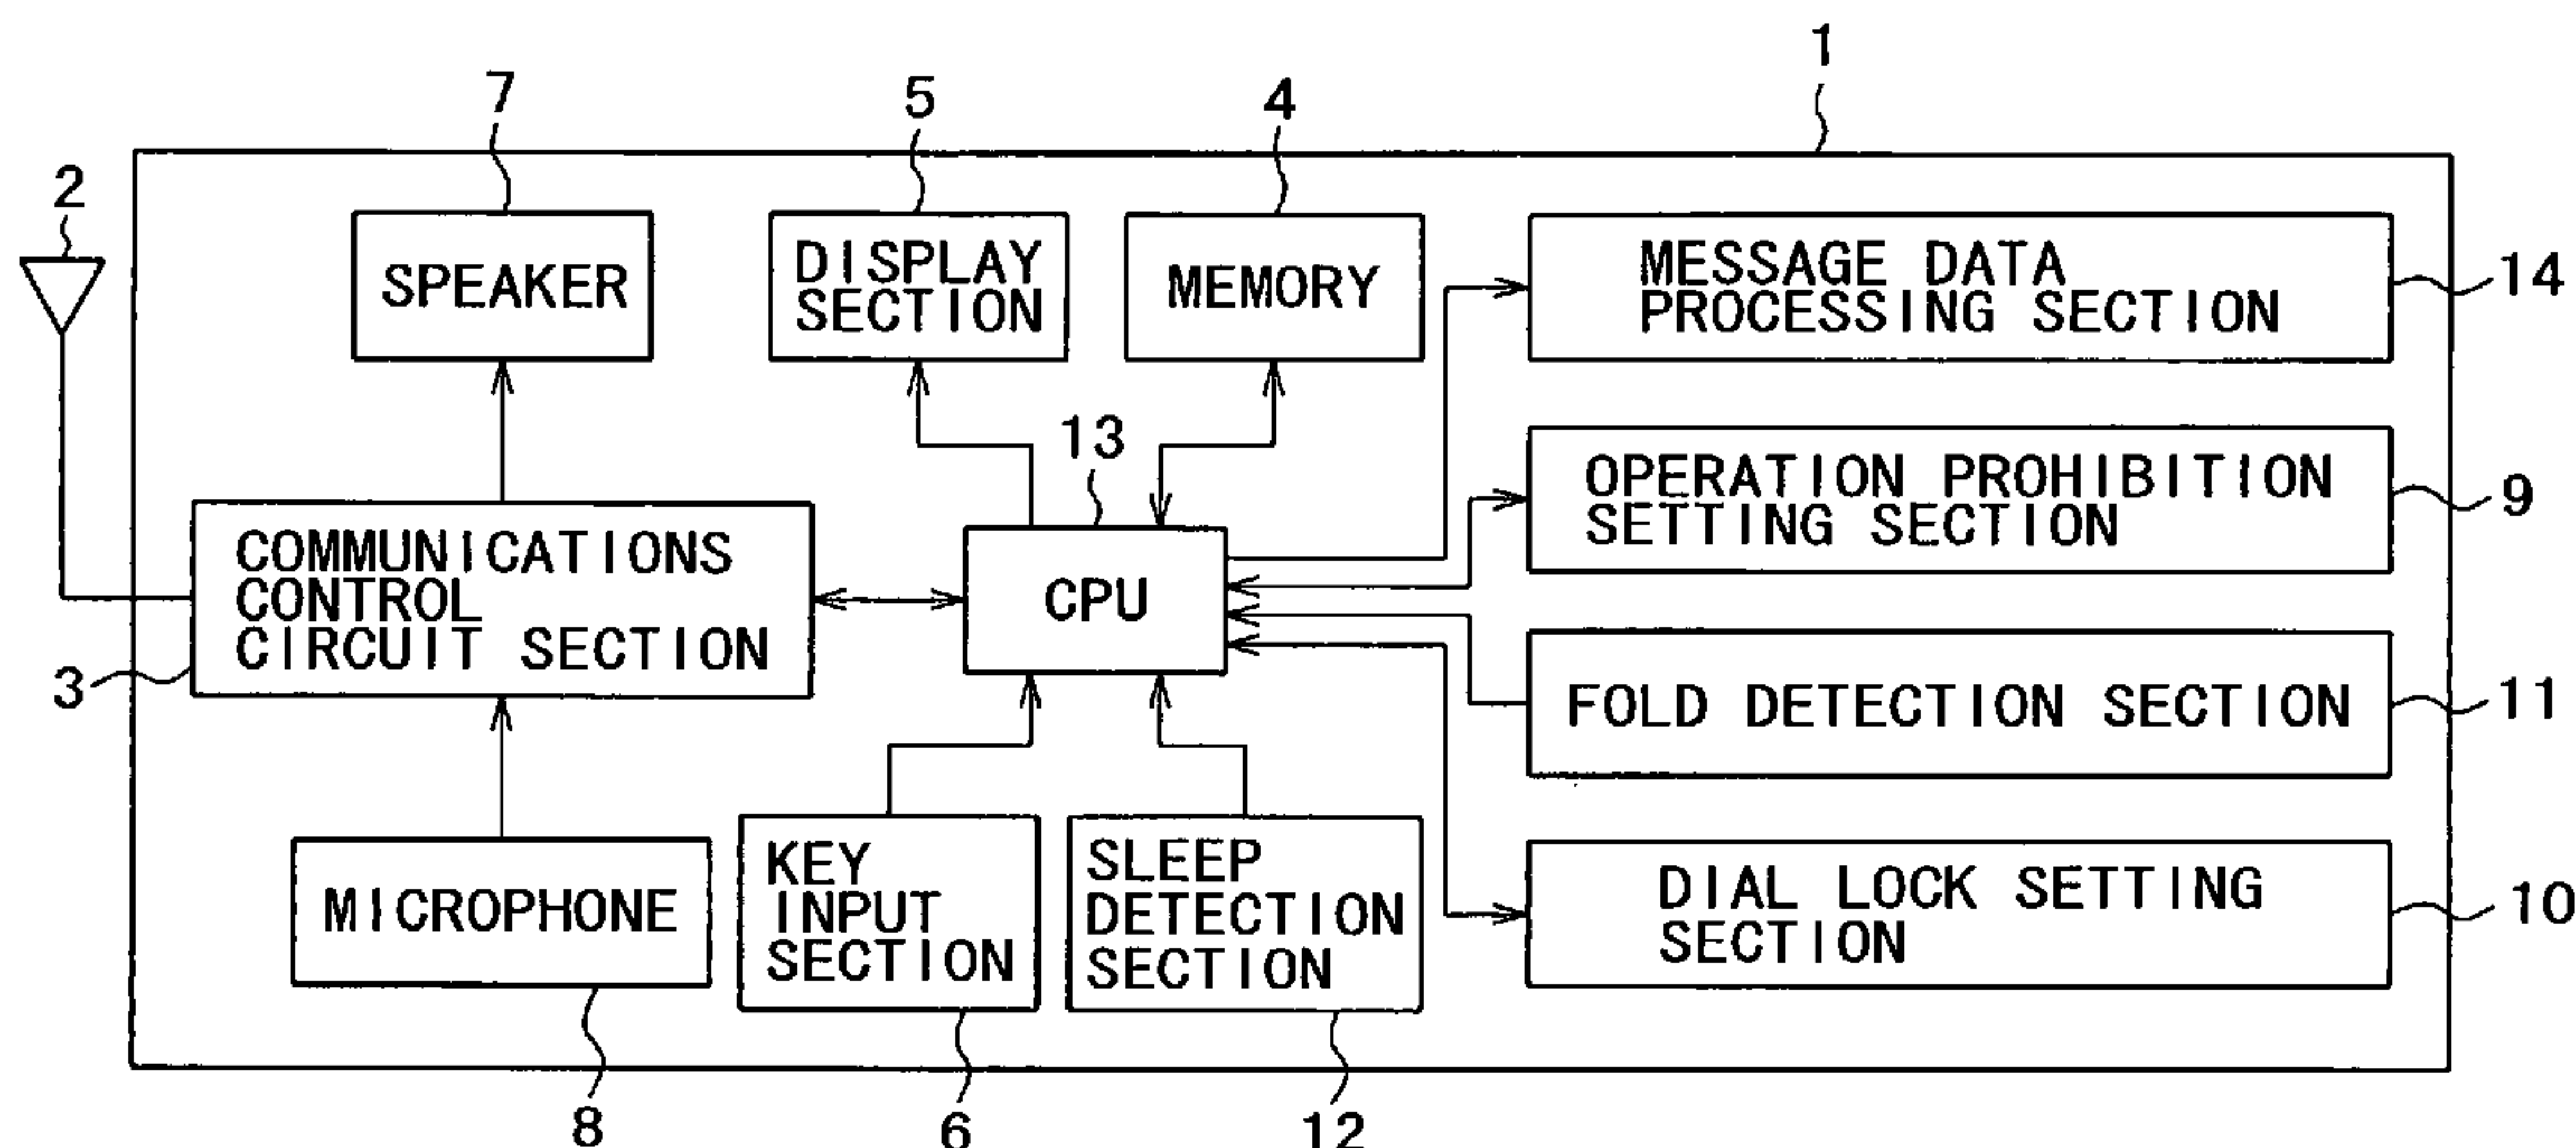 1
7
5
4
2
SPEAKER
DISPLAY
SECTION
MEMORY
MESSAGE DATA
PROCESSING SECTION
14
13
OPERATION PROHIBITION
SETTING SECTION
9
COMMUNICATIONS
CONTROL
CIRCUIT SECTION
3
CPU
FOLD DETECTION SECTION
11
MICROPHONE
8
KEY
INPUT
SECTION
6
SLEEP
DETECTION
SECTION
12
DIAL LOCK SETTING
SECTION
10